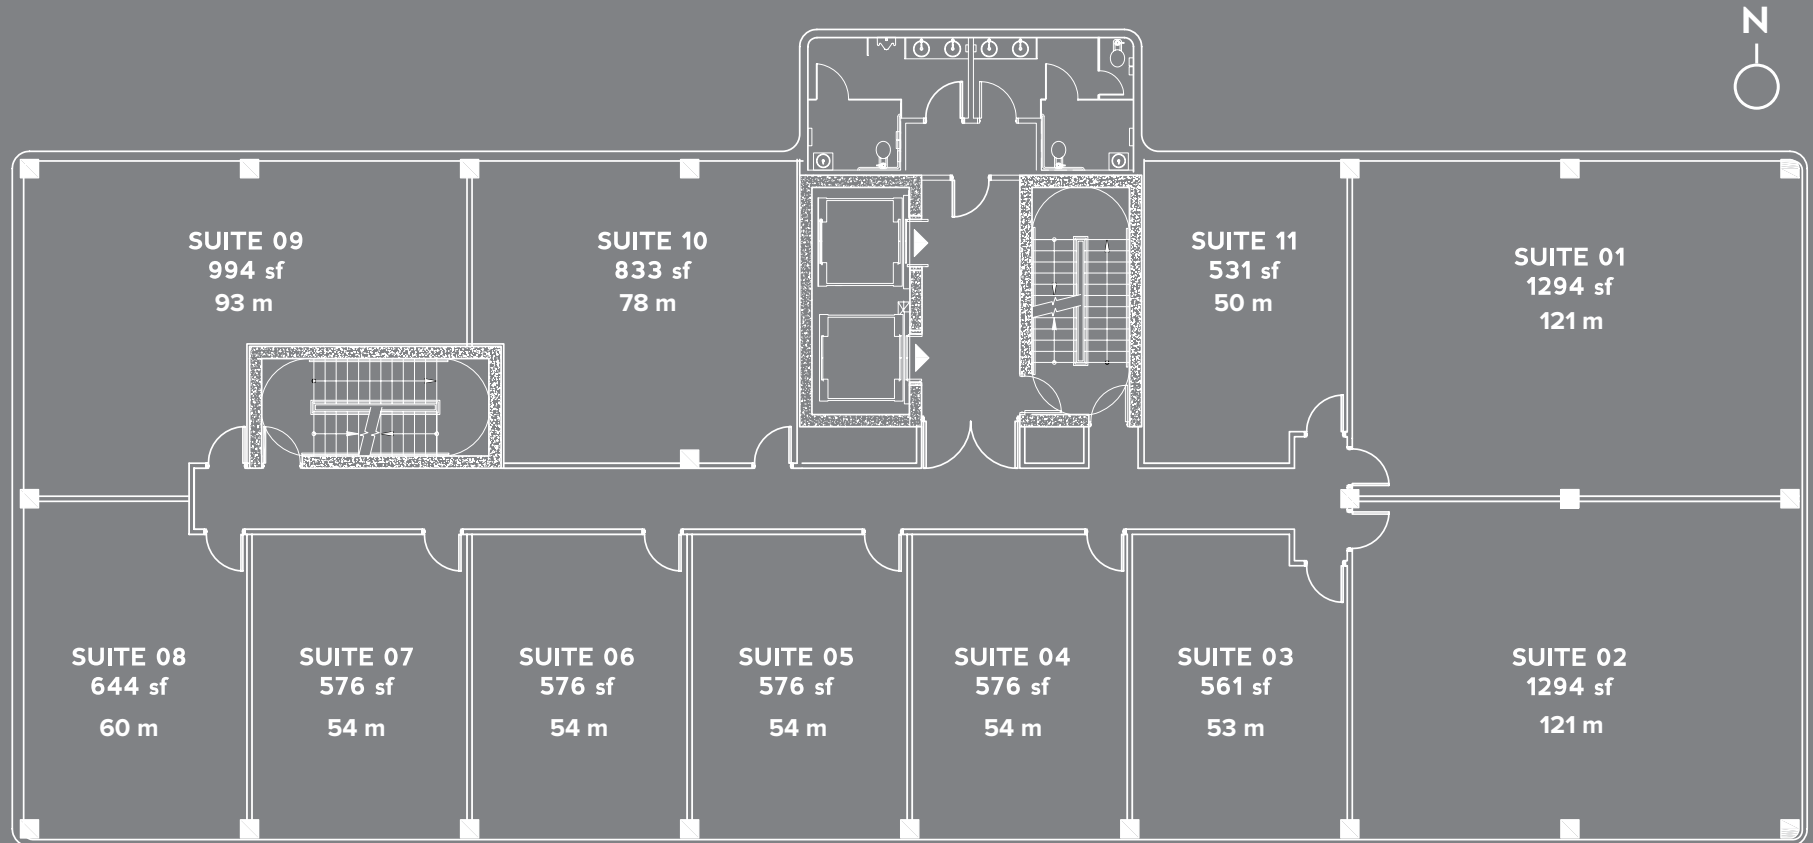 N
SUITE 09
994 sf
93 m
SUITE 10
833 sf
78 m
SUITE 11
531 sf
50 m
SUITE 01
1294 sf
121 m
SUITE 08
644 sf
60 m
SUITE 07
576 sf
54 m
SUITE 06
576 sf
54 m
SUITE 05
576 sf
54 m
SUITE 04
576 sf
54 m
SUITE 03
561 sf
53 m
SUITE 02
1294 sf
121 m